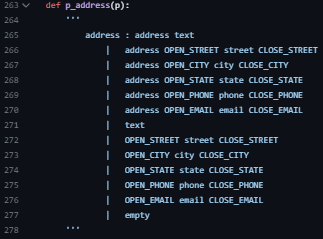 263 def p_address(p):
264 '''
265 address : address text
266 | address OPEN_STREET street CLOSE_STREET
267 | address OPEN_CITY city CLOSE_CITY
268 | address OPEN_STATE state CLOSE_STATE
269 | address OPEN_PHONE phone CLOSE_PHONE
270 | address OPEN_EMAIL email CLOSE_EMAIL
271 | text
272 | OPEN_STREET street CLOSE_STREET
273 | OPEN_CITY city CLOSE_CITY
274 | OPEN_STATE state CLOSE_STATE
275 | OPEN_PHONE phone CLOSE_PHONE
276 | OPEN_EMAIL email CLOSE_EMAIL
277 | empty
278 '''